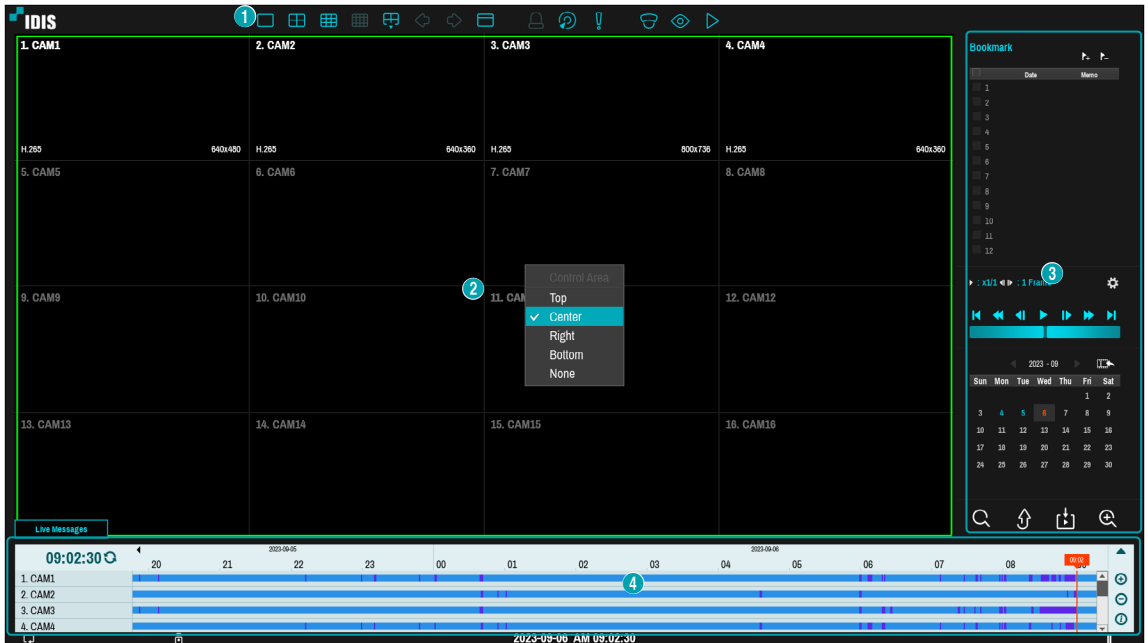 IDIS
1
1. CAM1 2. CAM2 3. CAM3 4. CAM4
H.265 640x480 H.265 640x360 H.265 800x736 H.265 640x360
5. CAM5 6. CAM6 7. CAM7 8. CAM8
9. CAM9 10. CAM10 2 11. CAM 12. CAM12
Control Area
Top
Center
Right
Bottom
None
13. CAM13 14. CAM14 15. CAM15 16. CAM16
Live Messages
Bookmark
Date Memo
1
2
3
4
5
6
7
8
9
10
11
12
3
: x1/1 : 1 Frame
2023 - 09
Sun Mon Tue Wed Thu Fri Sat
1 2
3 4 5 6 7 8 9
10 11 12 13 14 15 16
17 18 19 20 21 22 23
24 25 26 27 28 29 30
09:02:30 2023-09-05 2023-09-06
20 21 22 23 00 01 02 03 04 05 06 07 08 09:02
1. CAM1
4
2. CAM2
3. CAM3
4. CAM4
2023-09-06 AM 09:02:30